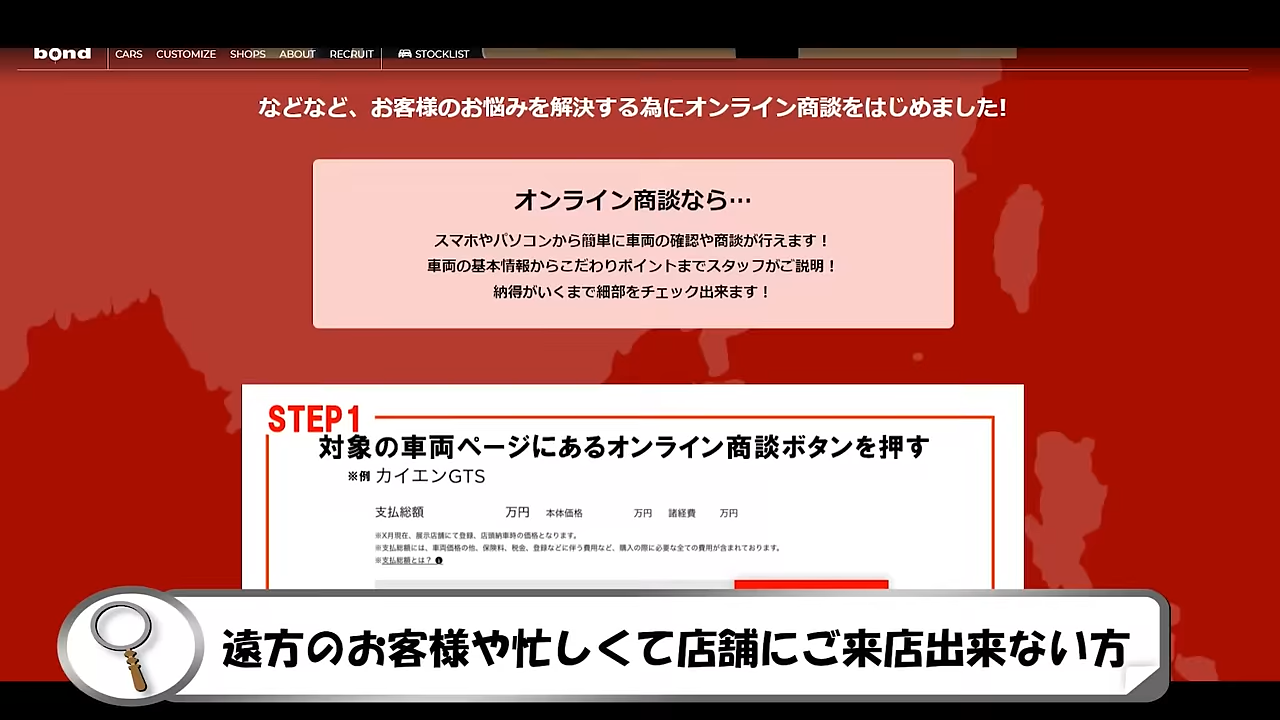 bond CARS CUSTOMIZE SHOPS ABOUT RECRUIT STOCKLIST
などなど、お客様のお悩みを解決する為にオンライン商談をはじめました!
オンライン商談なら…
スマホやパソコンから簡単に車両の確認や商談が行えます！
車両の基本情報からこだわりポイントまでスタッフがご説明！
納得がいくまで細部をチェック出来ます！
STEP1
対象の車両ページにあるオンライン商談ボタンを押す
※例 カイエンGTS
支払総額 万円 本体価格 万円 諸経費 万円
※X月現在、展示店舗にて登録、店頭納車時の価格となります。
※支払総額には、車両価格の他、保険料、税金、登録などに伴う費用など、購入の際に必要な全ての費用が含まれております。
※支払総額とは？
遠方のお客様や忙しくて店舗にご来店出来ない方